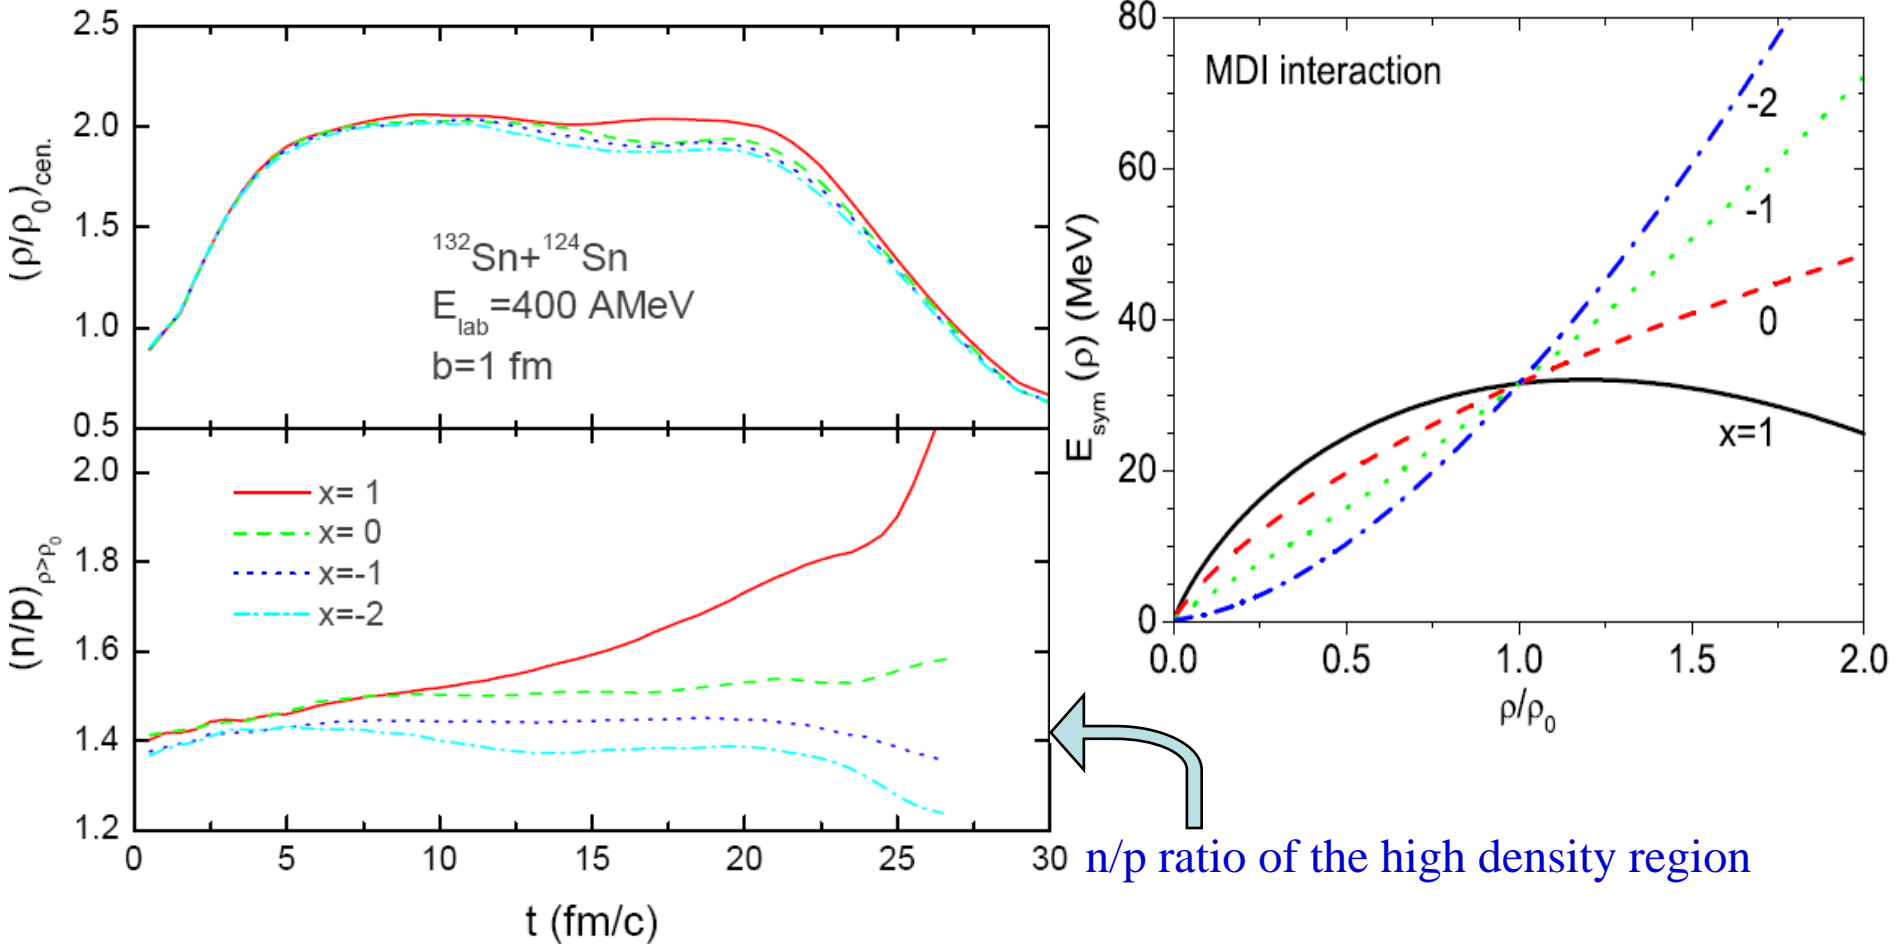 2.5
2.0
1.5
1.0
0.5
(ρ/ρ₀)cen.
¹³²Sn+¹²⁴Sn
E_lab=400 AMeV
b=1 fm
2.0
1.8
1.6
1.4
1.2
(n/p)ρ>ρ₀
x= 1
x= 0
x=-1
x=-2
0 5 10 15 20 25 30
t (fm/c)
80
60
40
20
0
E_sym (ρ) (MeV)
MDI interaction
-2
-1
0
x=1
0.0 0.5 1.0 1.5 2.0
ρ/ρ₀
n/p ratio of the high density region